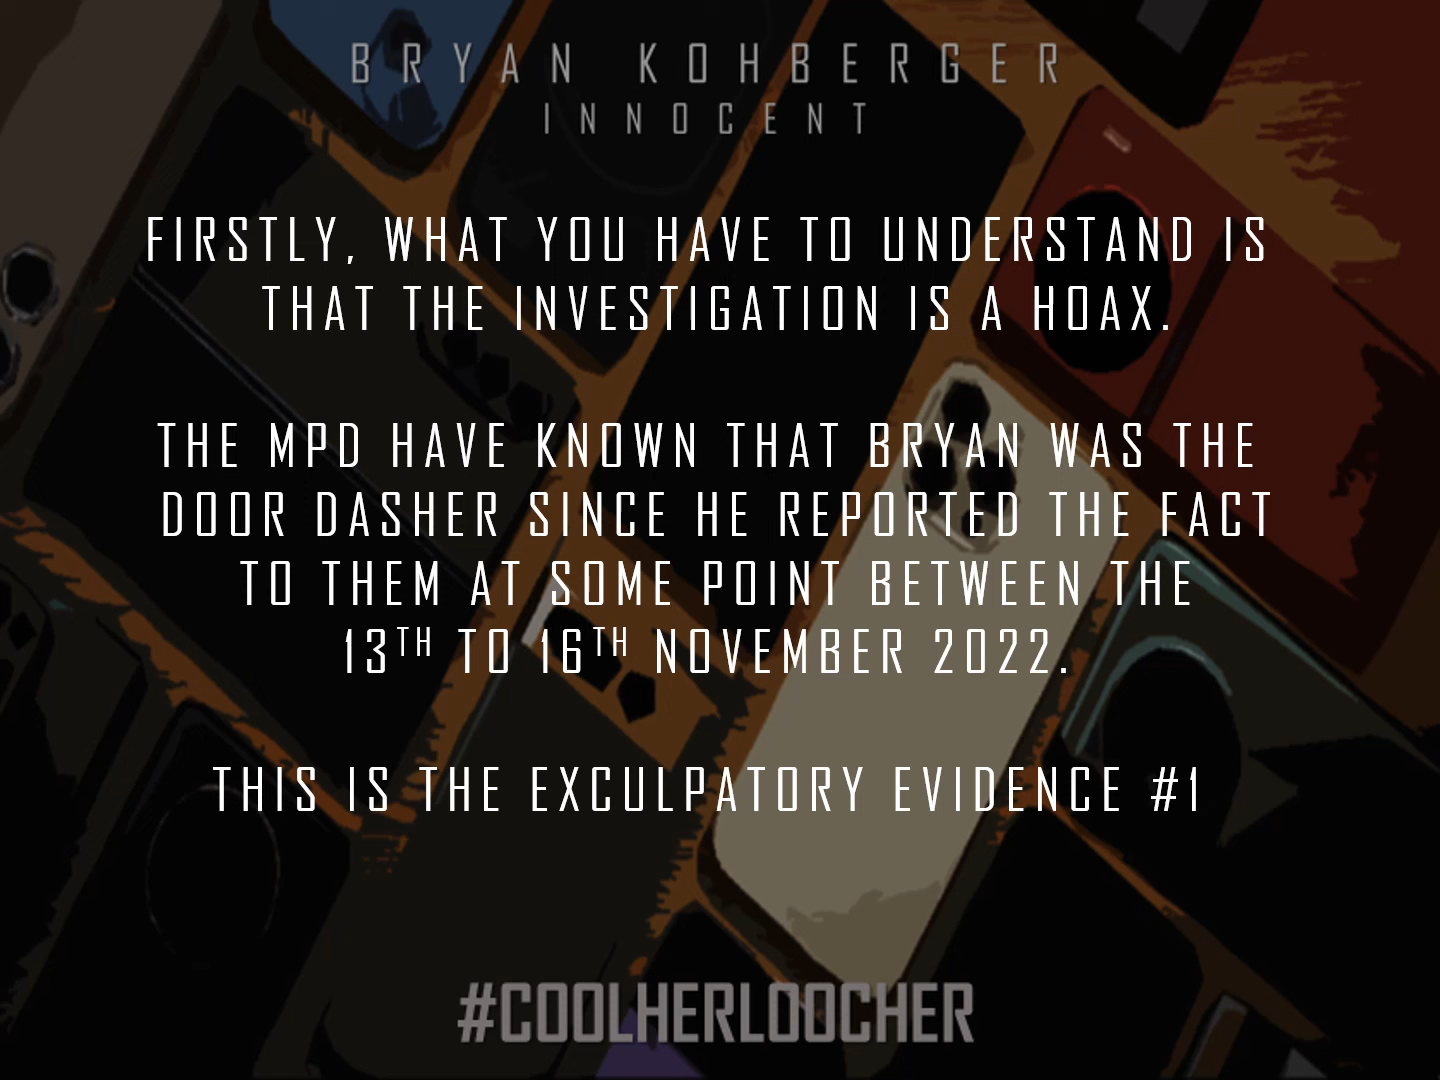 BRYAN KOHBERGER
INNOCENT
FIRSTLY, WHAT YOU HAVE TO UNDERSTAND IS
THAT THE INVESTIGATION IS A HOAX.
THE MPD HAVE KNOWN THAT BRYAN WAS THE
DOOR DASHER SINCE HE REPORTED THE FACT
TO THEM AT SOME POINT BETWEEN THE
13TH TO 16TH NOVEMBER 2022.
THIS IS THE EXCULPATORY EVIDENCE #1
#COOLHERLOOCHER